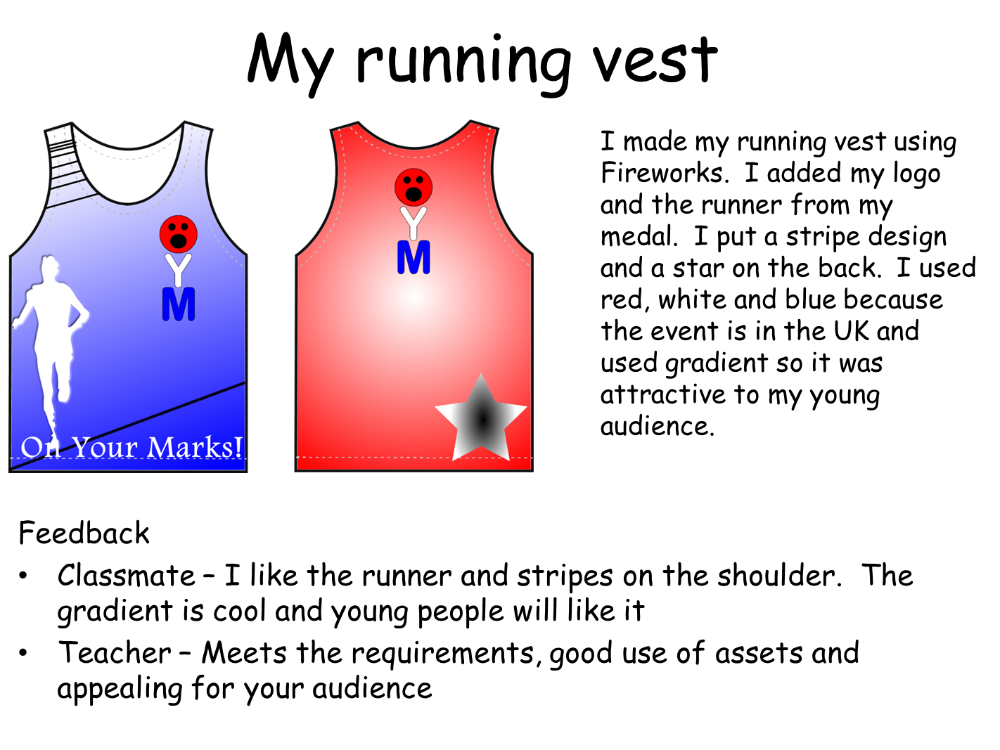 My running vest
Y
M
On Your Marks!
Y
M
I made my running vest using
Fireworks. I added my logo
and the runner from my
medal. I put a stripe design
and a star on the back. I used
red, white and blue because
the event is in the UK and
used gradient so it was
attractive to my young
audience.
Feedback
• Classmate – I like the runner and stripes on the shoulder. The
gradient is cool and young people will like it
• Teacher – Meets the requirements, good use of assets and
appealing for your audience